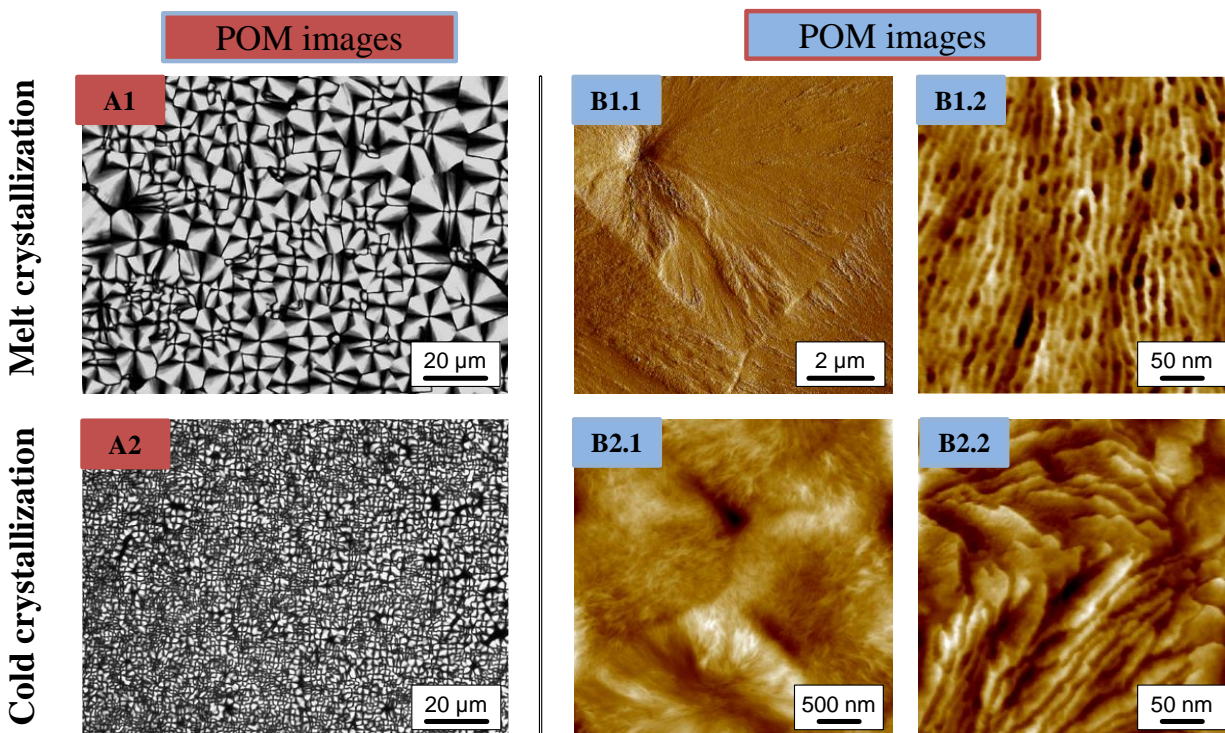 POM images
POM images
Melt crystallization
A1
20 µm
B1.1
2 µm
B1.2
50 nm
Cold crystallization
A2
20 µm
B2.1
500 nm
B2.2
50 nm